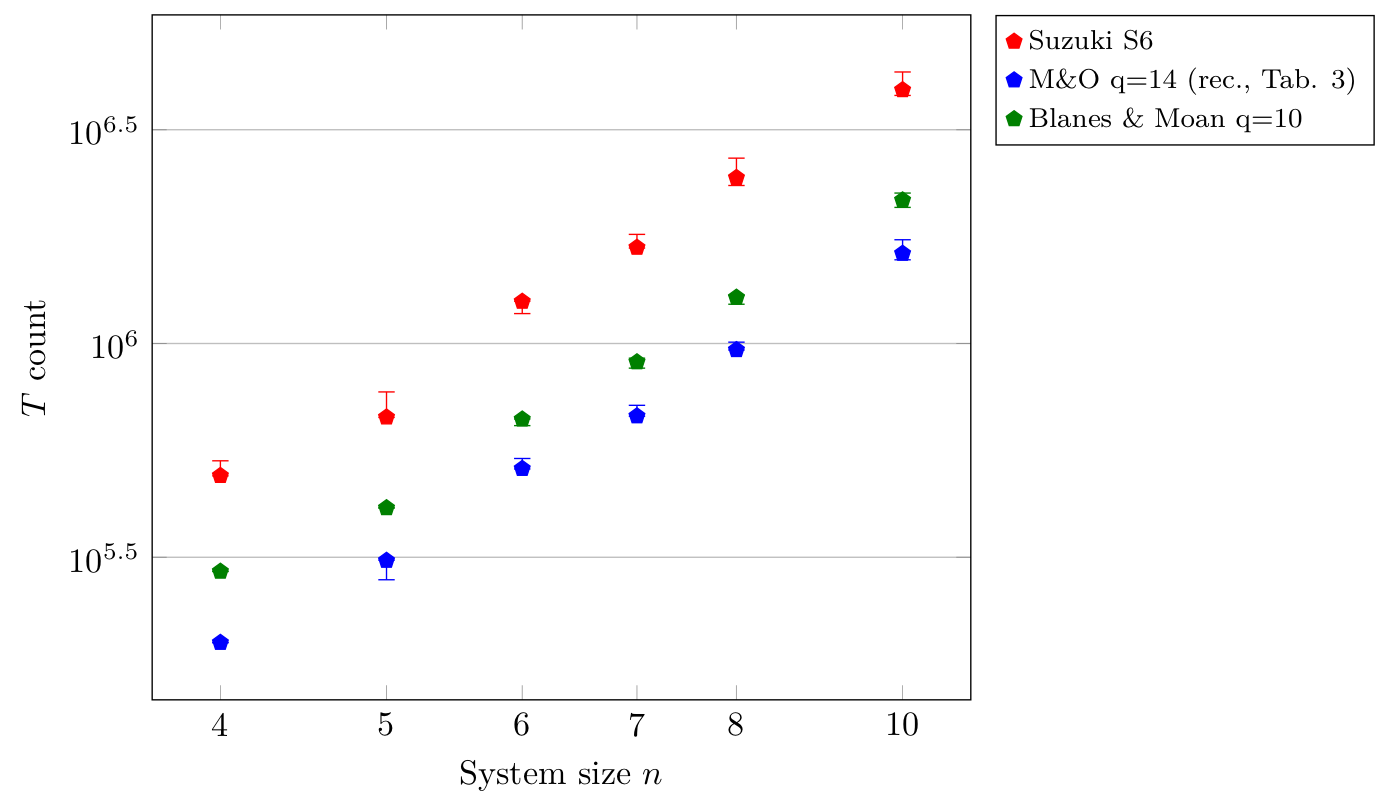 Suzuki S6
M&O q=14 (rec., Tab. 3)
Blanes & Moan q=10
10^6.5
10^6
10^5.5
T count
4 5 6 7 8 10
System size n